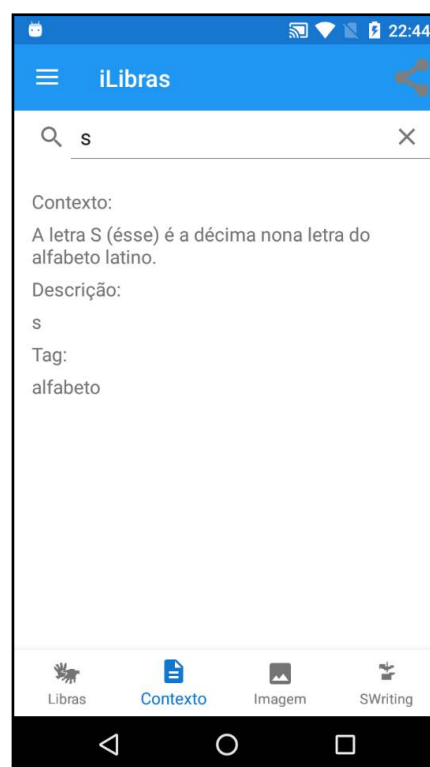 22:44
iLibras
s
Contexto:
A letra S (ésse) é a décima nona letra do
alfabeto latino.
Descrição:
s
Tag:
alfabeto
Libras Contexto Imagem SWriting